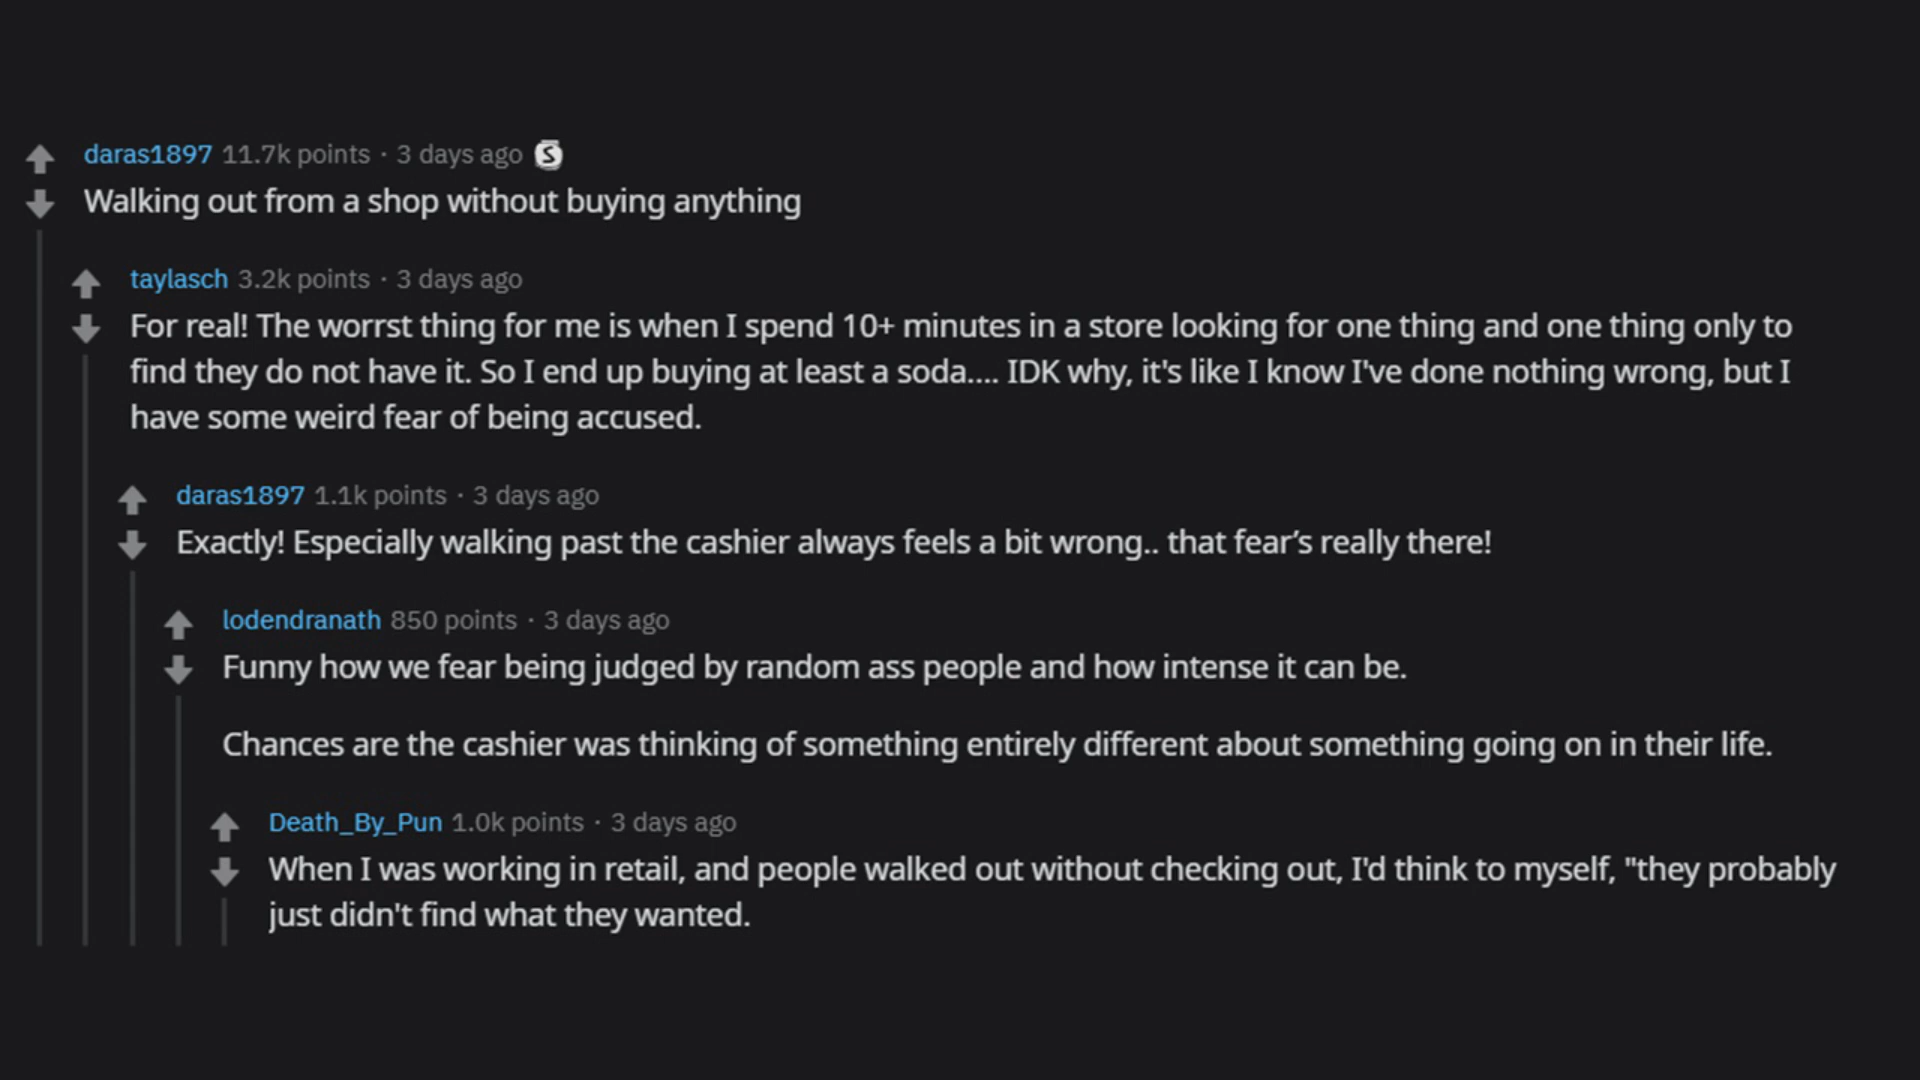 daras1897 11.7k points · 3 days ago S
Walking out from a shop without buying anything
taylasch 3.2k points · 3 days ago
For real! The worrst thing for me is when I spend 10+ minutes in a store looking for one thing and one thing only to
find they do not have it. So I end up buying at least a soda.... IDK why, it's like I know I've done nothing wrong, but I
have some weird fear of being accused.
daras1897 1.1k points · 3 days ago
Exactly! Especially walking past the cashier always feels a bit wrong.. that fear’s really there!
lodendranath 850 points · 3 days ago
Funny how we fear being judged by random ass people and how intense it can be.
Chances are the cashier was thinking of something entirely different about something going on in their life.
Death_By_Pun 1.0k points · 3 days ago
When I was working in retail, and people walked out without checking out, I'd think to myself, "they probably
just didn't find what they wanted.